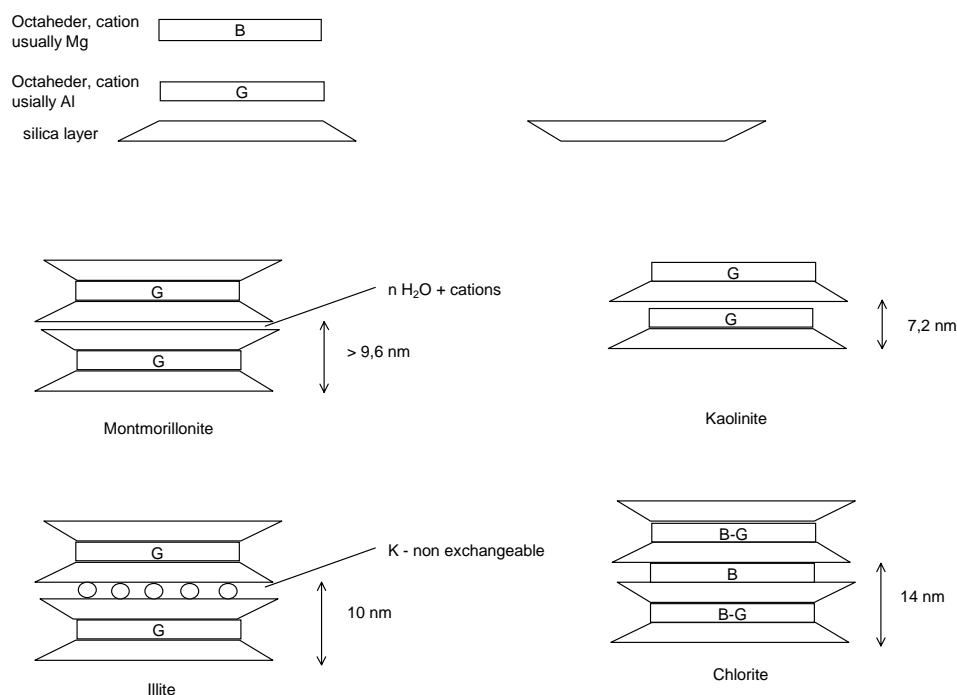 Octaheder, cation
usually Mg
B
Octaheder, cation
usially Al
G
silica layer
G
n H₂O + cations
G
> 9,6 nm
Montmorillonite
G
G
7,2 nm
Kaolinite
G
K - non exchangeable
G
10 nm
Illite
B-G
B
B-G
14 nm
Chlorite